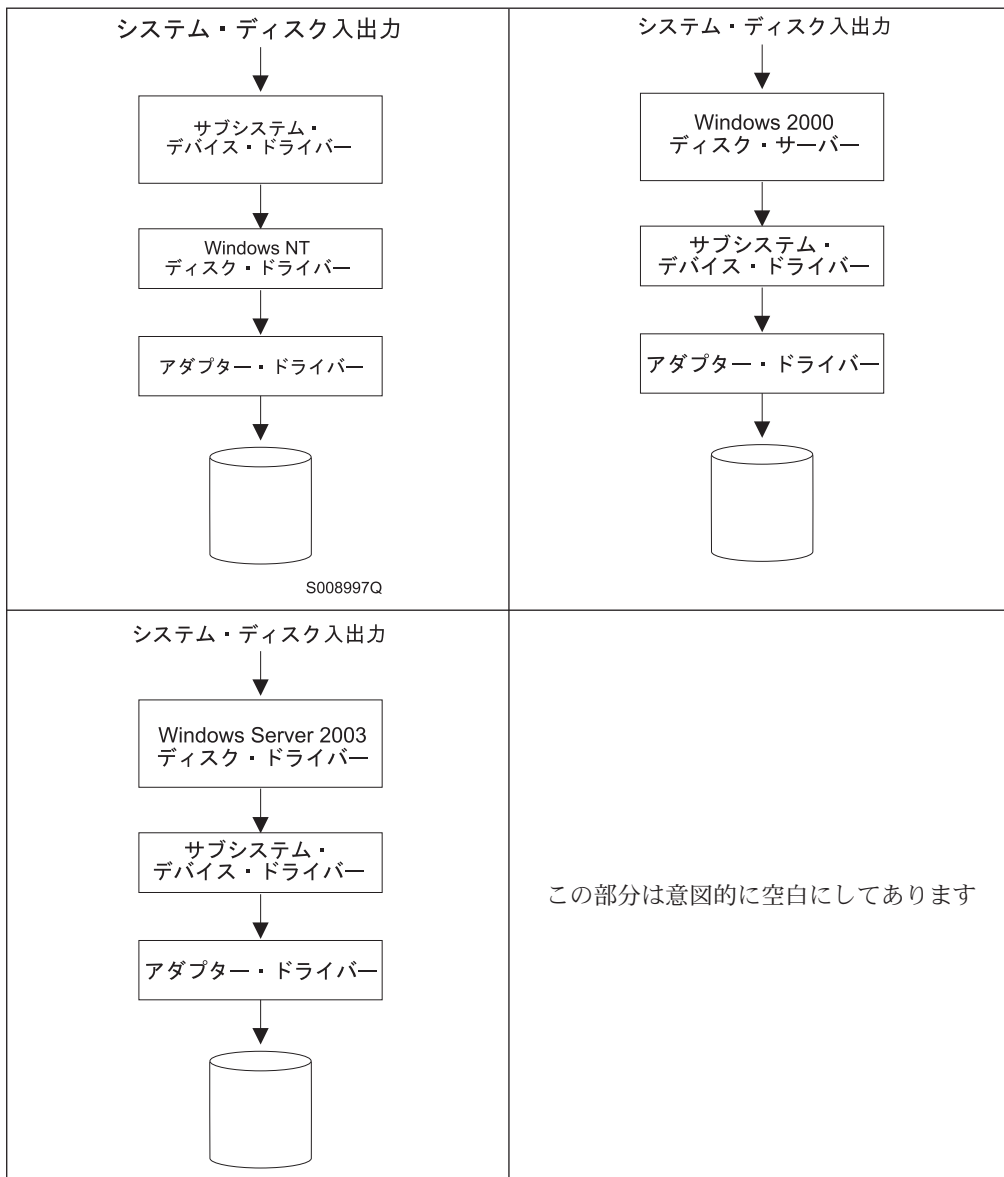 システム・ディスク入出力
サブシステム・
デバイス・ドライバー
Windows NT
ディスク・ドライバー
アダプター・ドライバー
S008997Q
システム・ディスク入出力
Windows 2000
ディスク・サーバー
サブシステム・
デバイス・ドライバー
アダプター・ドライバー
システム・ディスク入出力
Windows Server 2003
ディスク・ドライバー
サブシステム・
デバイス・ドライバー
アダプター・ドライバー
この部分は意図的に空白にしてあります